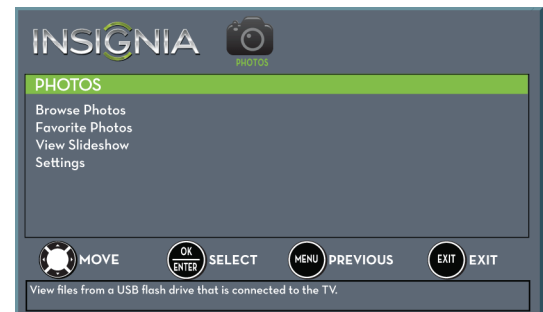 INSIGNIA
PHOTOS
PHOTOS
Browse Photos
Favorite Photos
View Slideshow
Settings
MOVE OK ENTER SELECT MENU PREVIOUS EXIT EXIT
View files from a USB flash drive that is connected to the TV.